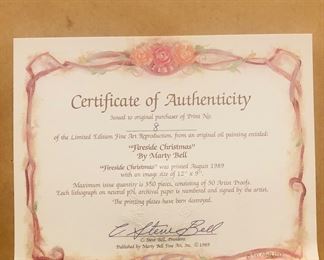 Certificate of Authenticity
Issued to original purchaser of Print No.
8
of the Limited Edition Fine Art Reproduction from an original oil painting entitled:
"Fireside Christmas"
By Marty Bell
"Fireside Christmas" was printed August 1989
with an image size of 12" x 9".
Maximum issue quantity is 350 pieces, consisting of 50 Artist Proofs.
Each lithograph on neutral pH, archival paper is numbered and signed by the artist.
The printing plates have been destroyed.
C Steve Bell
C. Steve Bell, President
Published by Marty Bell Fine Art, Inc. © 1989